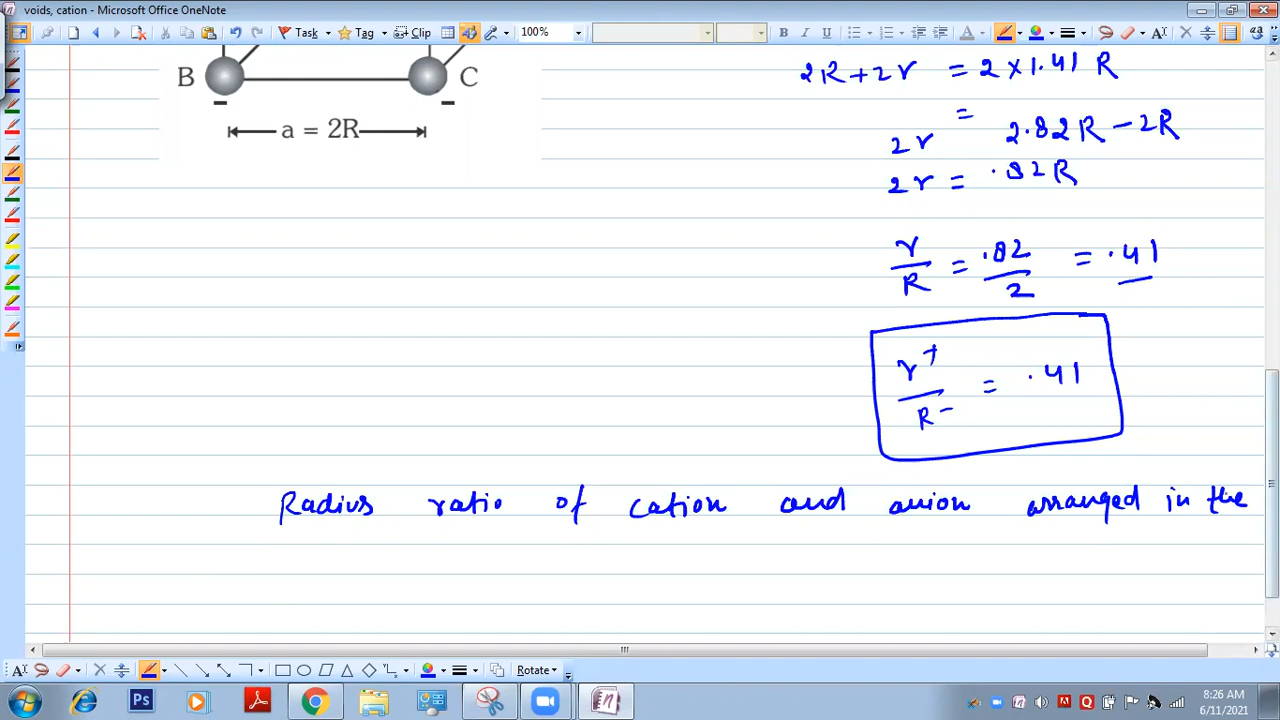 voids, cation - Microsoft Office OneNote
Task
Tag
Clip
100%
B
C
a = 2R
2R+2r = 2×1.41 R
2r = 2.82R - 2R
2r = .82R
r/R = .82/2 = .41
r+/R- = .41
Radius ratio of cation and anion arranged in the
Rotate
8:26 AM
6/11/2021